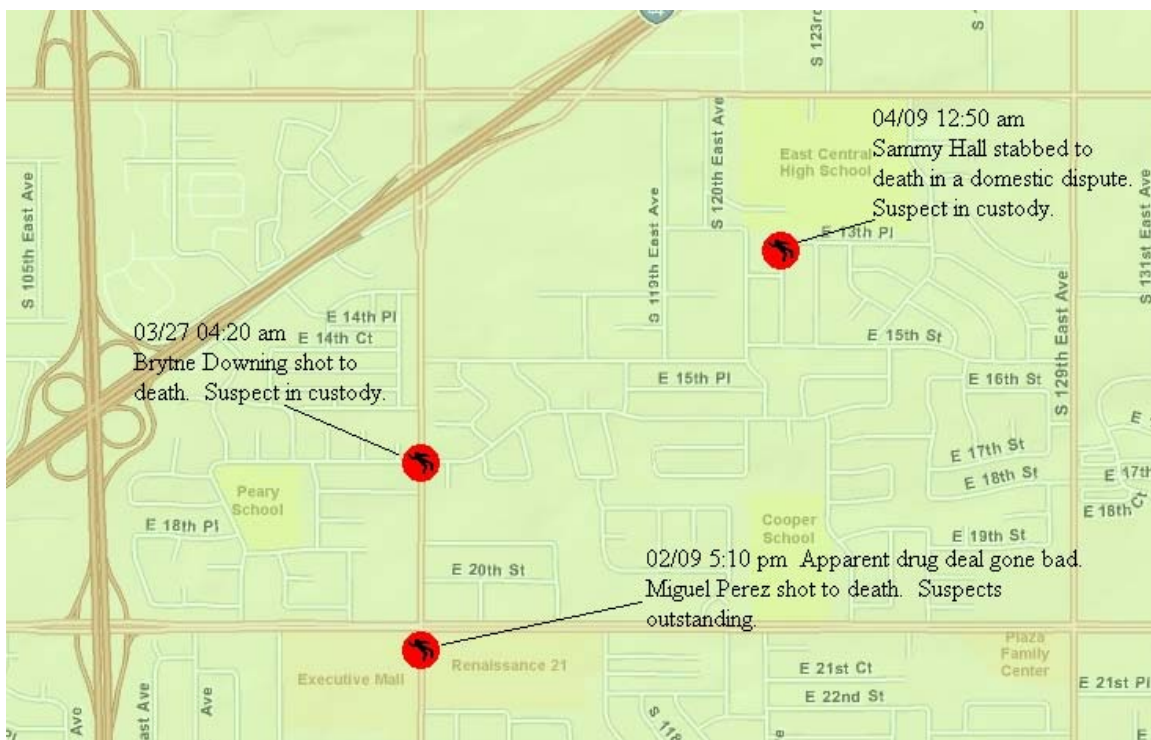 44
S 123rd
S
04/09 12:50 am
Sammy Hall stabbed to
death in a domestic dispute.
Suspect in custody.
East Central
High School
S 120th East Ave
E 13th Pl
S 105th East Ave
S 119th East Ave
S 129th East Ave
S 131st East Ave
03/27 04:20 am
Brytne Downing shot to
death. Suspect in custody.
E 14th Pl
E 14th Ct
E 15th St
E 15th Pl
E 16th St
E
E 17th St
E 18th St
E 17th
E 18th Ct
Peary
School
E 18th Pl
Cooper
School
E 19th St
E 20th St
02/09 5:10 pm Apparent drug deal gone bad.
Miguel Perez shot to death. Suspects
outstanding.
Executive Mall
Renaissance 21
Plaza
Family
Center
E 21st Ct
E 21st Pl
E 22nd St
Pl
Ave
ast Ave
Ave
S 118